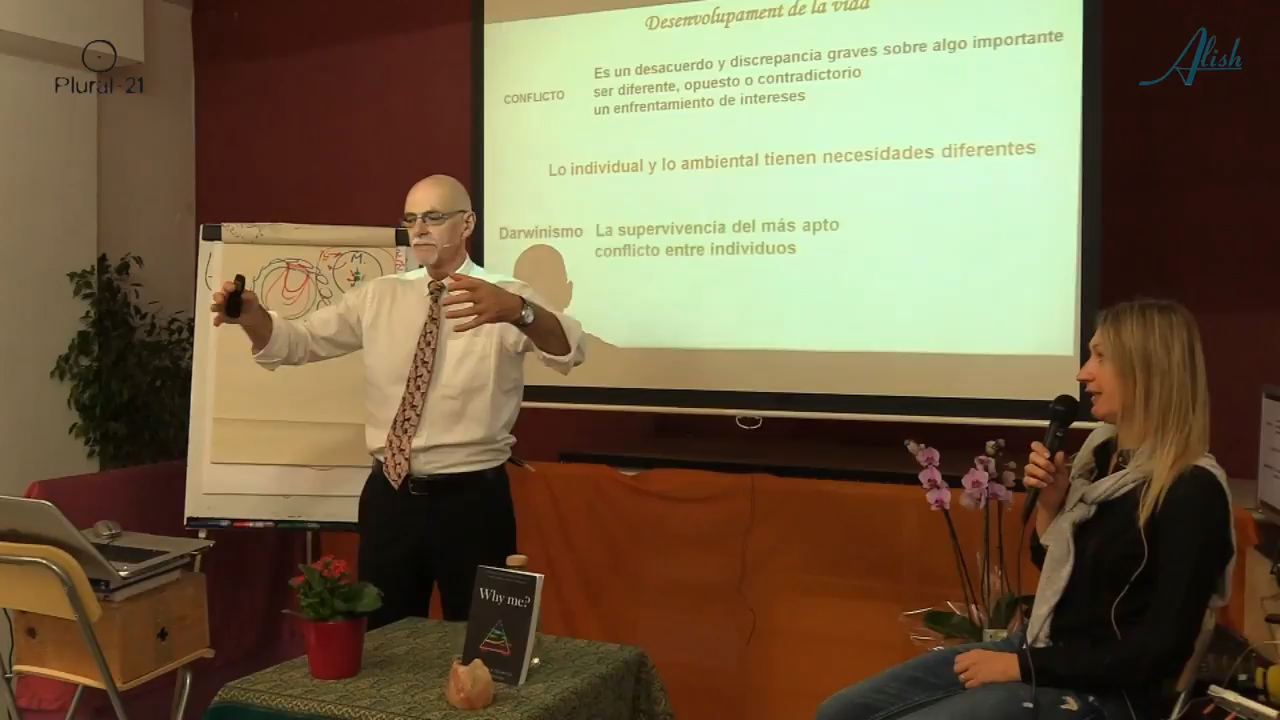 Desenvolupament de la vida
Es un desacuerdo y discrepancia graves sobre algo importante
ser diferente, opuesto o contradictorio
CONFLICTO
un enfrentamiento de intereses
Lo individual y lo ambiental tienen necesidades diferentes
Darwinismo La supervivencia del más apto
conflicto entre individuos
Plural-21
Alish
M.
Why me?